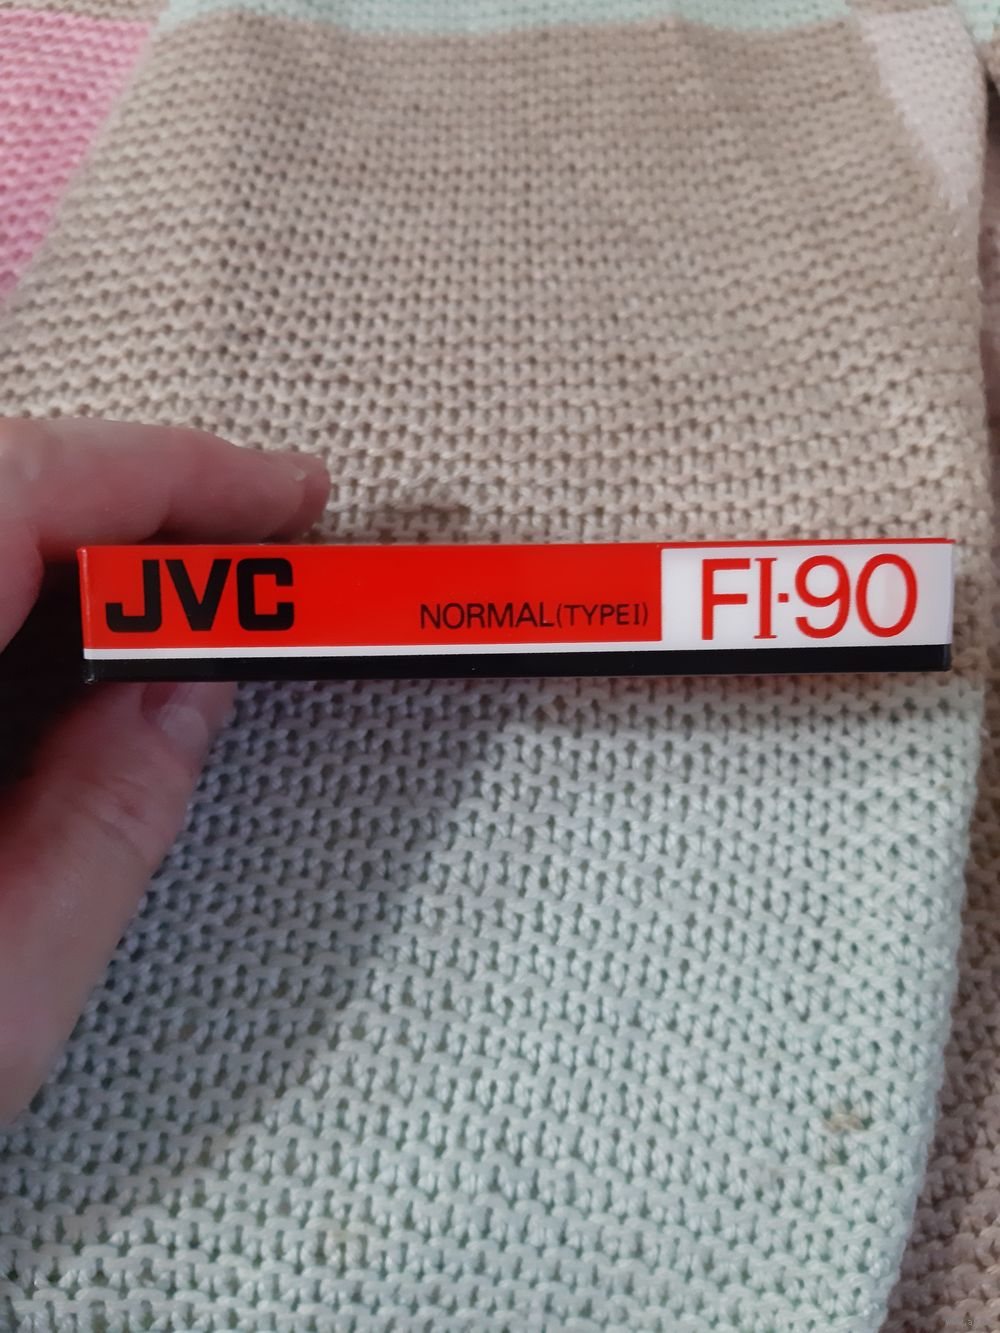 JVC NORMAL(TYPE I) FI·90